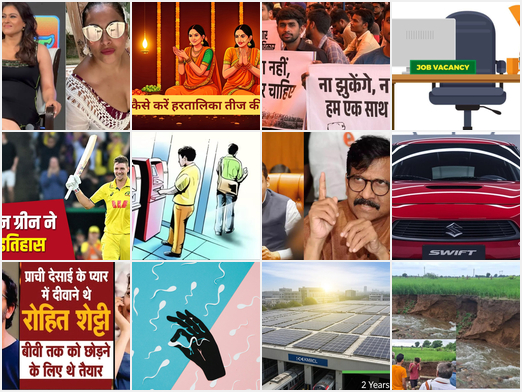 कैसे करें हरतालिका तीज की
नहीं,
चाहिए
ना झुकेंगे, न
हम एक साथ
JOB VACANCY
न ग्रीन ने
इतिहास
SWIFT
प्राची देसाई के प्यार
में दीवाने थे
रोहित शेट्टी
बीवी तक को छोड़ने
के लिए थे तैयार
2 Years